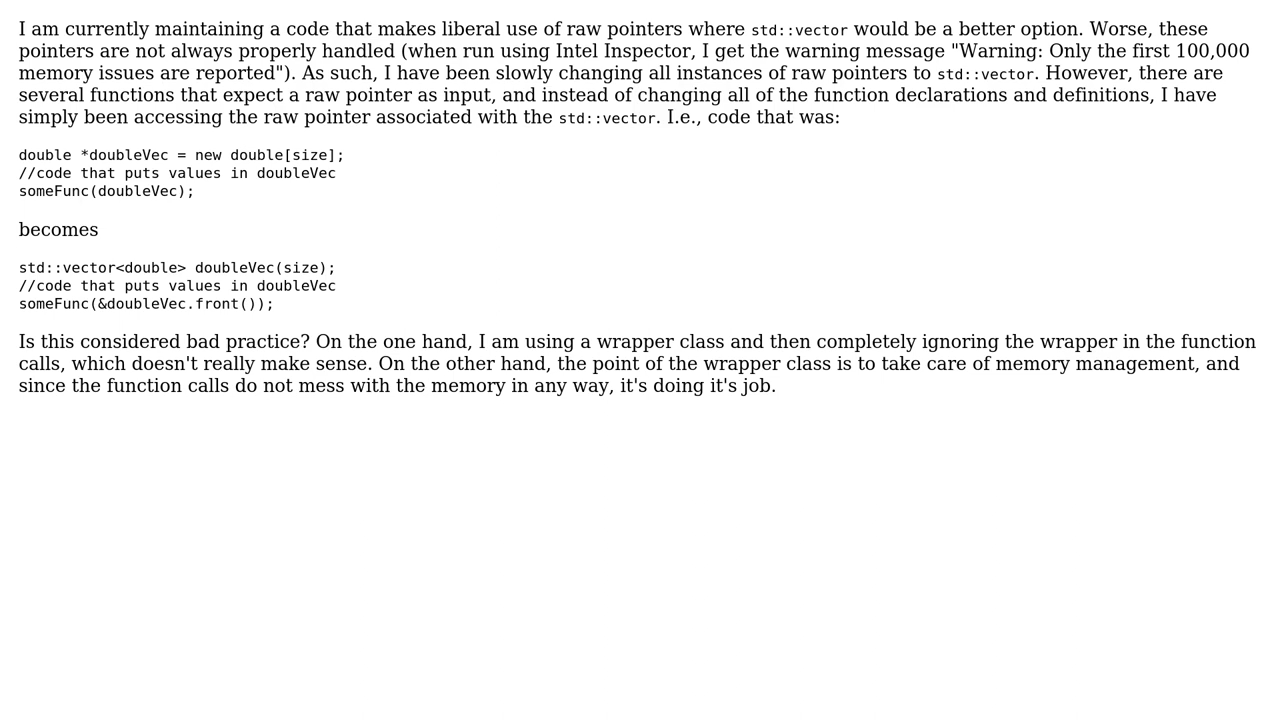 I am currently maintaining a code that makes liberal use of raw pointers where std::vector would be a better option. Worse, these
pointers are not always properly handled (when run using Intel Inspector, I get the warning message "Warning: Only the first 100,000
memory issues are reported"). As such, I have been slowly changing all instances of raw pointers to std::vector. However, there are
several functions that expect a raw pointer as input, and instead of changing all of the function declarations and definitions, I have
simply been accessing the raw pointer associated with the std::vector. I.e., code that was:
double *doubleVec = new double[size];
//code that puts values in doubleVec
someFunc(doubleVec);
becomes
std::vector<double> doubleVec(size);
//code that puts values in doubleVec
someFunc(&doubleVec.front());
Is this considered bad practice? On the one hand, I am using a wrapper class and then completely ignoring the wrapper in the function
calls, which doesn't really make sense. On the other hand, the point of the wrapper class is to take care of memory management, and
since the function calls do not mess with the memory in any way, it's doing it's job.